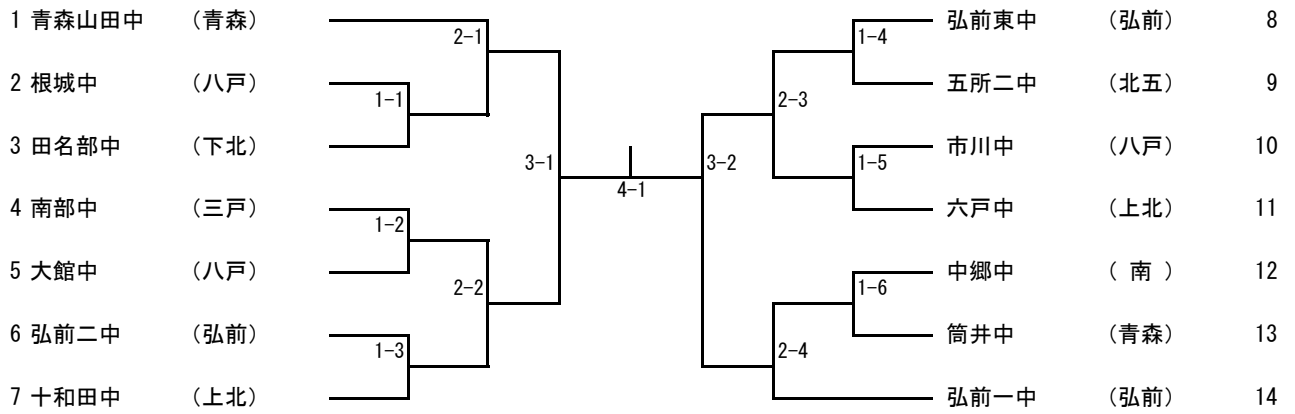 1 青森山田中 （青森） 2-1 1-4 弘前東中 （弘前） 8
2 根城中 （八戸） 1-1 2-3 五所二中 （北五） 9
3 田名部中 （下北） 3-1 3-2 1-5 市川中 （八戸） 10
4-1
4 南部中 （三戸） 1-2 六戸中 （上北） 11
5 大館中 （八戸） 2-2 1-6 中郷中 （ 南 ） 12
6 弘前二中 （弘前） 1-3 2-4 筒井中 （青森） 13
7 十和田中 （上北） 弘前一中 （弘前） 14